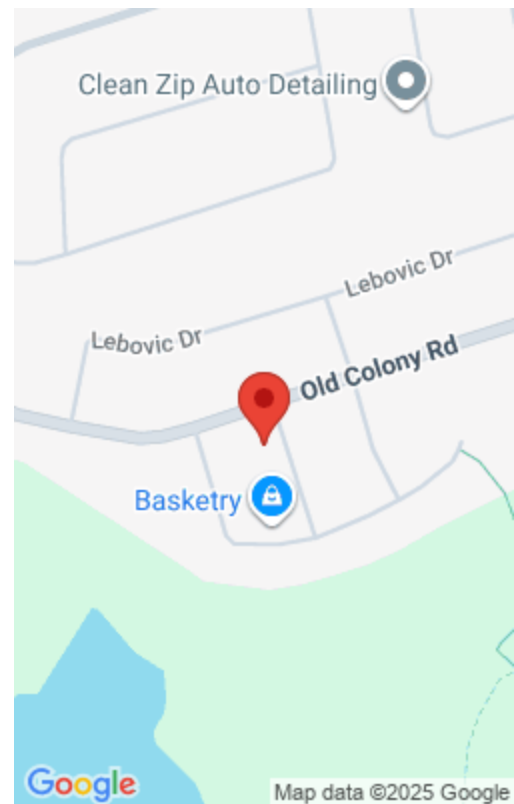 Clean Zip Auto Detailing
Lebovic Dr
Lebovic Dr
Old Colony Rd
Basketry
Google
Map data ©2025 Google